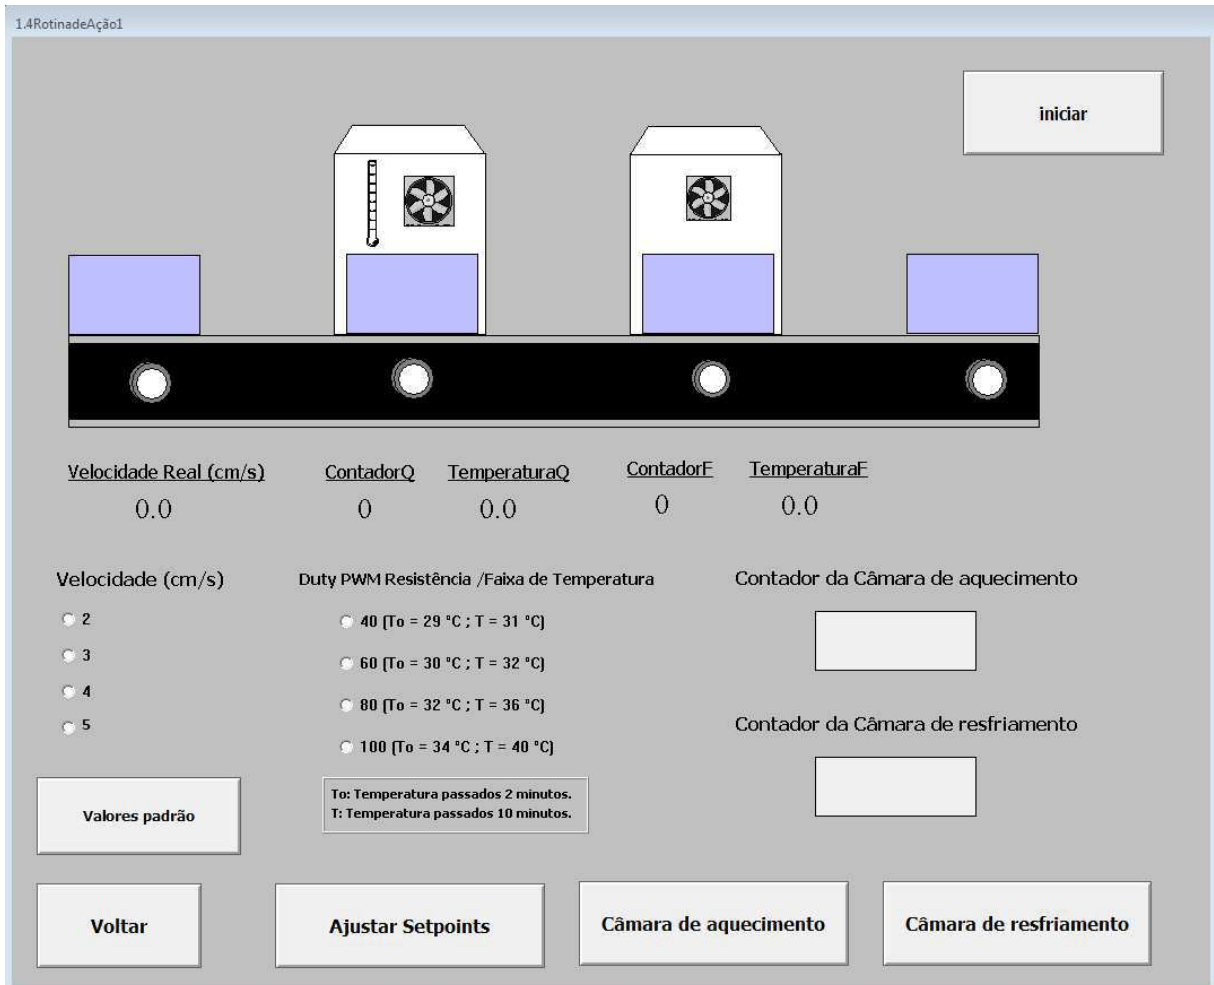 1.4RotinadeAção1
iniciar
Velocidade Real (cm/s)
ContadorQ
TemperaturaQ
ContadorF
TemperaturaF
0.0
0
0.0
0
0.0
Velocidade (cm/s)
2
3
4
5
Duty PWM Resistência /Faixa de Temperatura
40 (To = 29 °C ; T = 31 °C)
60 (To = 30 °C ; T = 32 °C)
80 (To = 32 °C ; T = 36 °C)
100 (To = 34 °C ; T = 40 °C)
To: Temperatura passados 2 minutos.
T: Temperatura passados 10 minutos.
Contador da Câmara de aquecimento
Contador da Câmara de resfriamento
Valores padrão
Voltar
Ajustar Setpoints
Câmara de aquecimento
Câmara de resfriamento